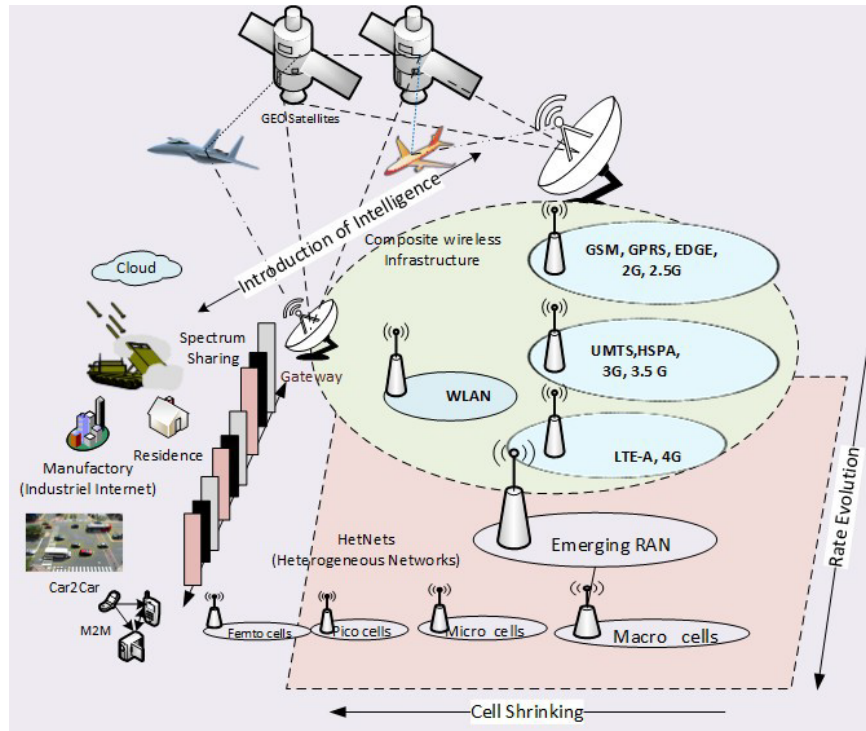 GEO Satellites
Introduction of Intelligence
Composite wireless
Infrastructure
GSM, GPRS, EDGE,
2G, 2.5G
Cloud
Spectrum
Sharing
Gateway
UMTS,HSPA,
3G, 3.5 G
WLAN
Residence
Manufactory
(Industriel Internet)
LTE-A, 4G
HetNets
(Heterogeneous Networks)
Emerging RAN
Rate Evolution
Car2Car
M2M
Femto cells
Pico cells
Micro cells
Macro cells
Cell Shrinking